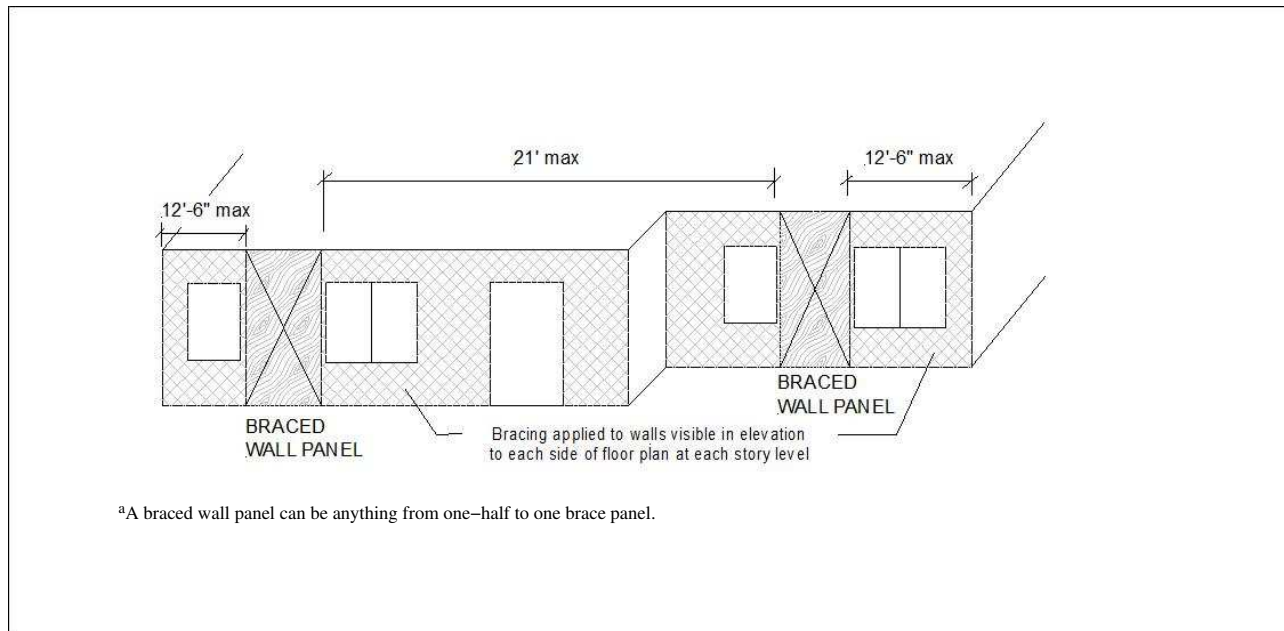 21' max
12'-6" max
12'-6" max
BRACED
WALL PANEL
BRACED
WALL PANEL
Bracing applied to walls visible in elevation
to each side of floor plan at each story level
aA braced wall panel can be anything from one−half to one brace panel.